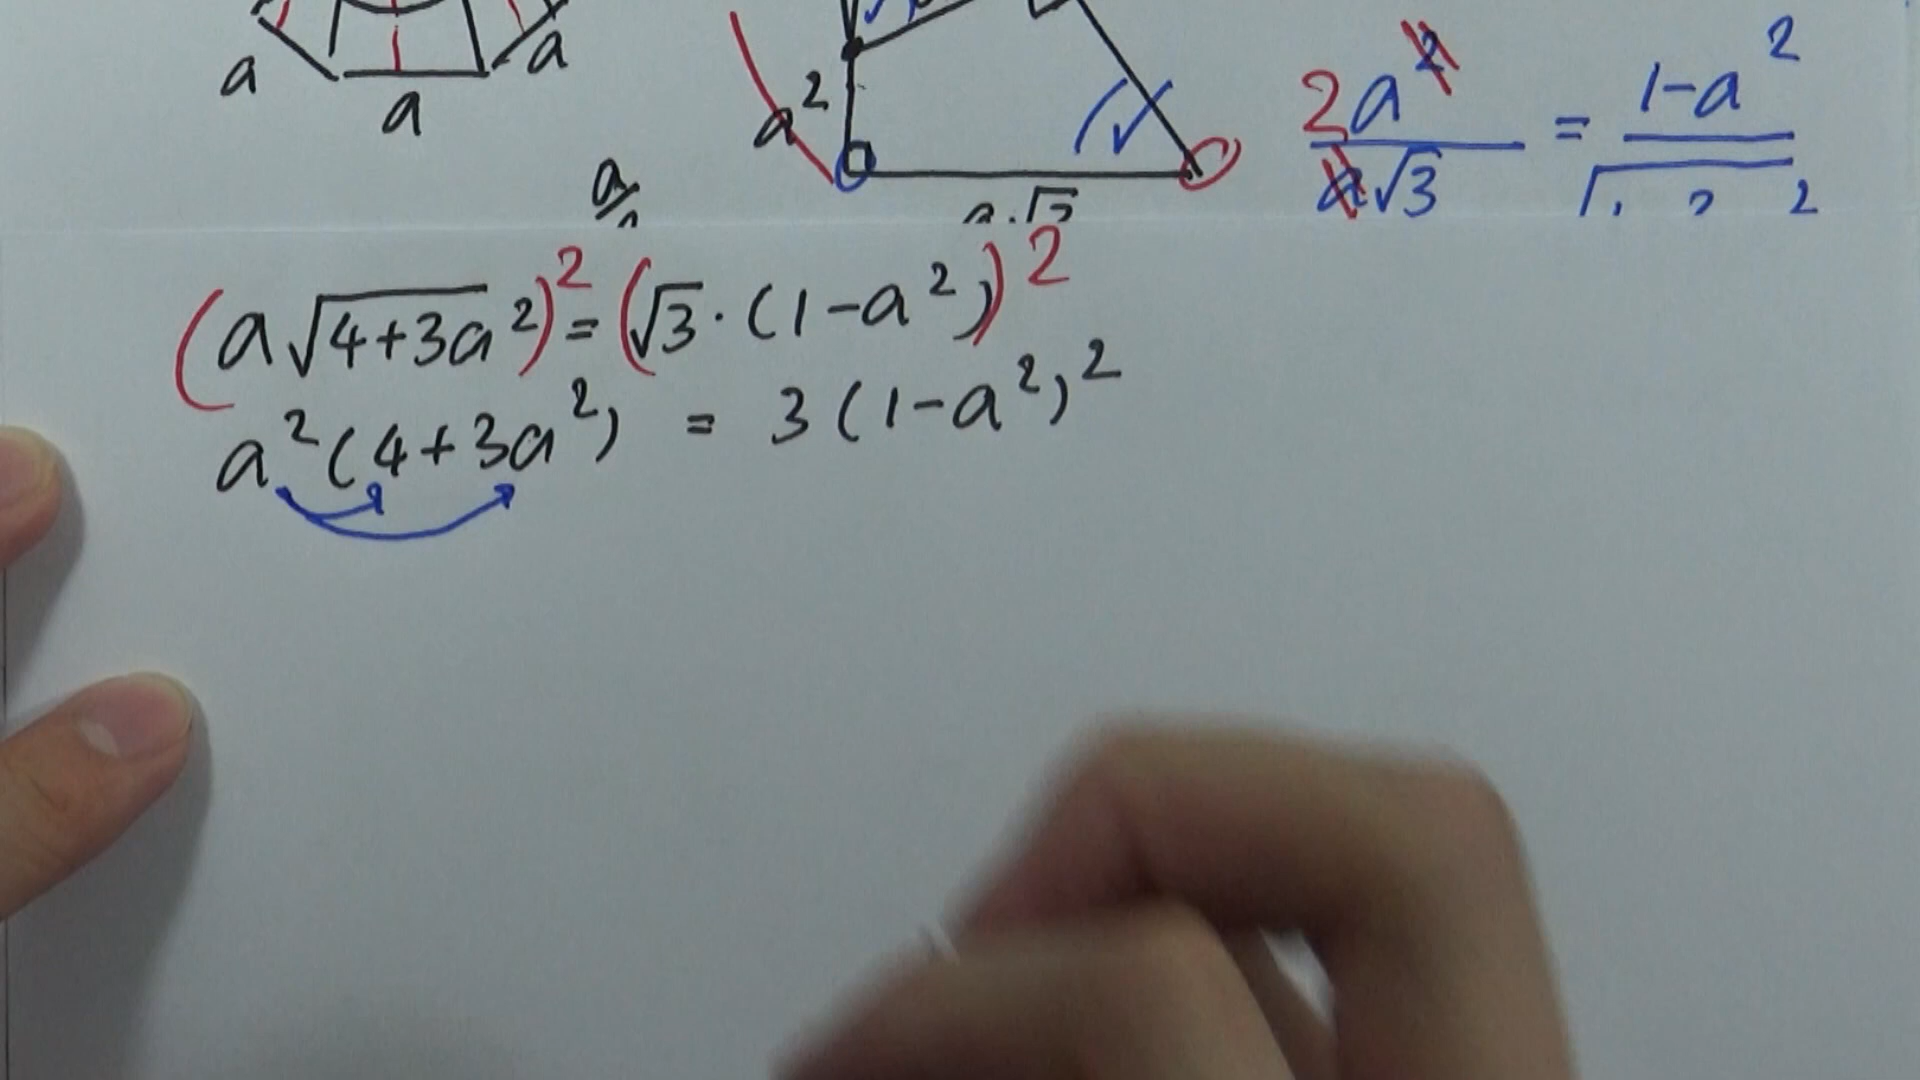 a a
a
a²
2a² / a√3 = 1-a² /
(a√4+3a²)² = (√3·(1-a²))²
a²(4+3a²) = 3(1-a²)²